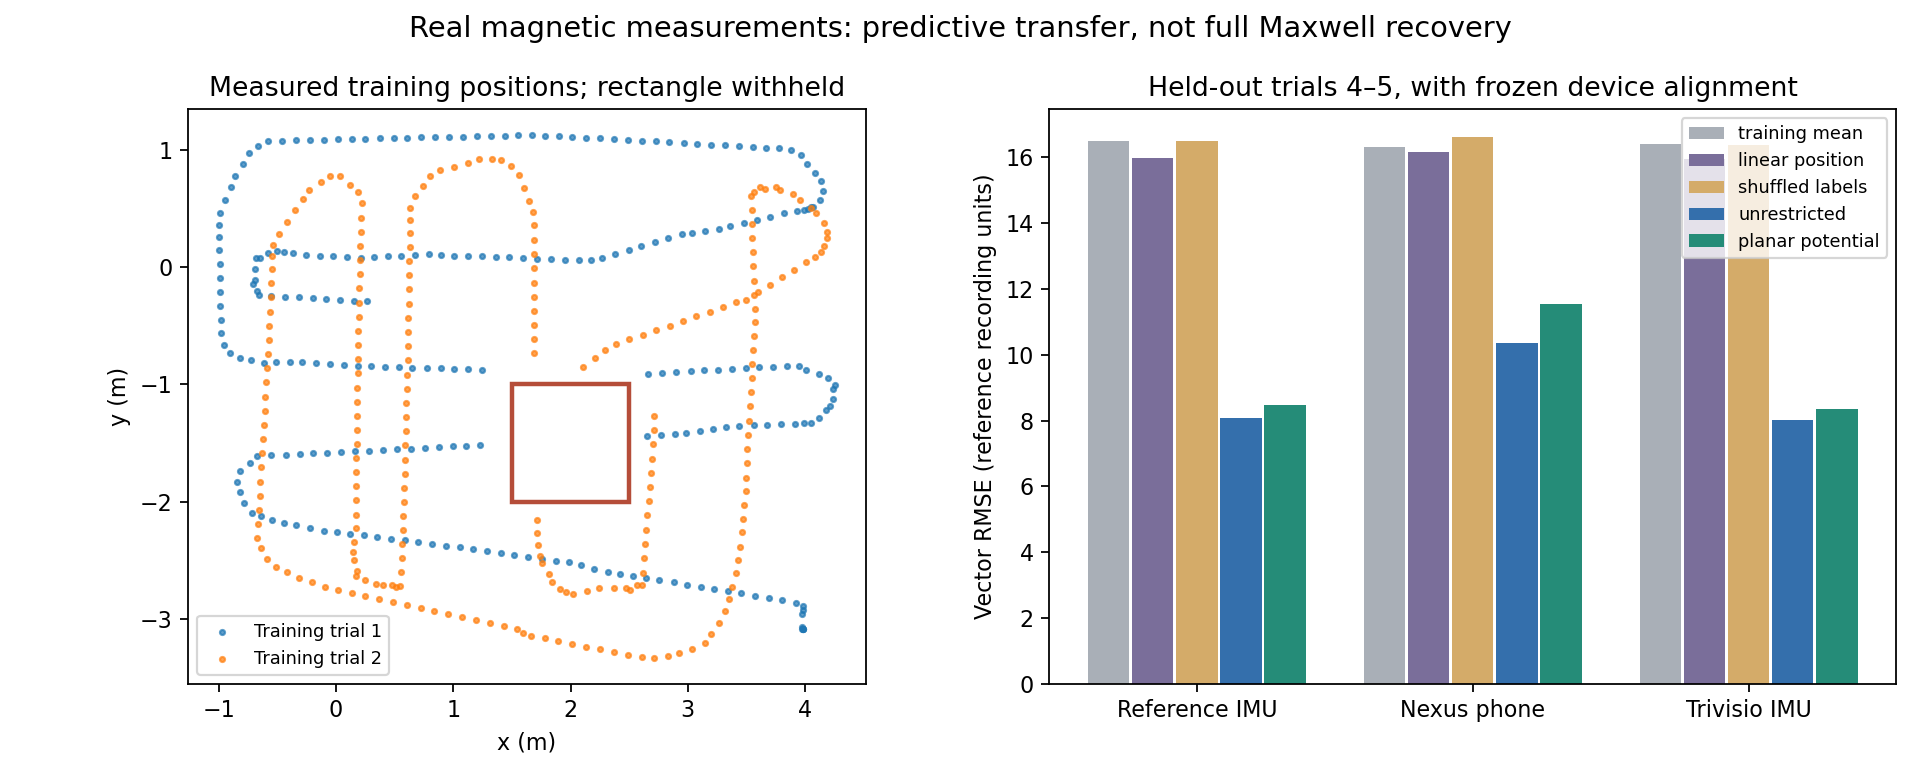 Real magnetic measurements: predictive transfer, not full Maxwell recovery
Measured training positions; rectangle withheld
y (m)
1
0
−1
−2
−3
Training trial 1
Training trial 2
−1
0
1
2
3
4
x (m)
Held-out trials 4–5, with frozen device alignment
Vector RMSE (reference recording units)
16
14
12
10
8
6
4
2
0
training mean
linear position
shuffled labels
unrestricted
planar potential
Reference IMU
Nexus phone
Trivisio IMU